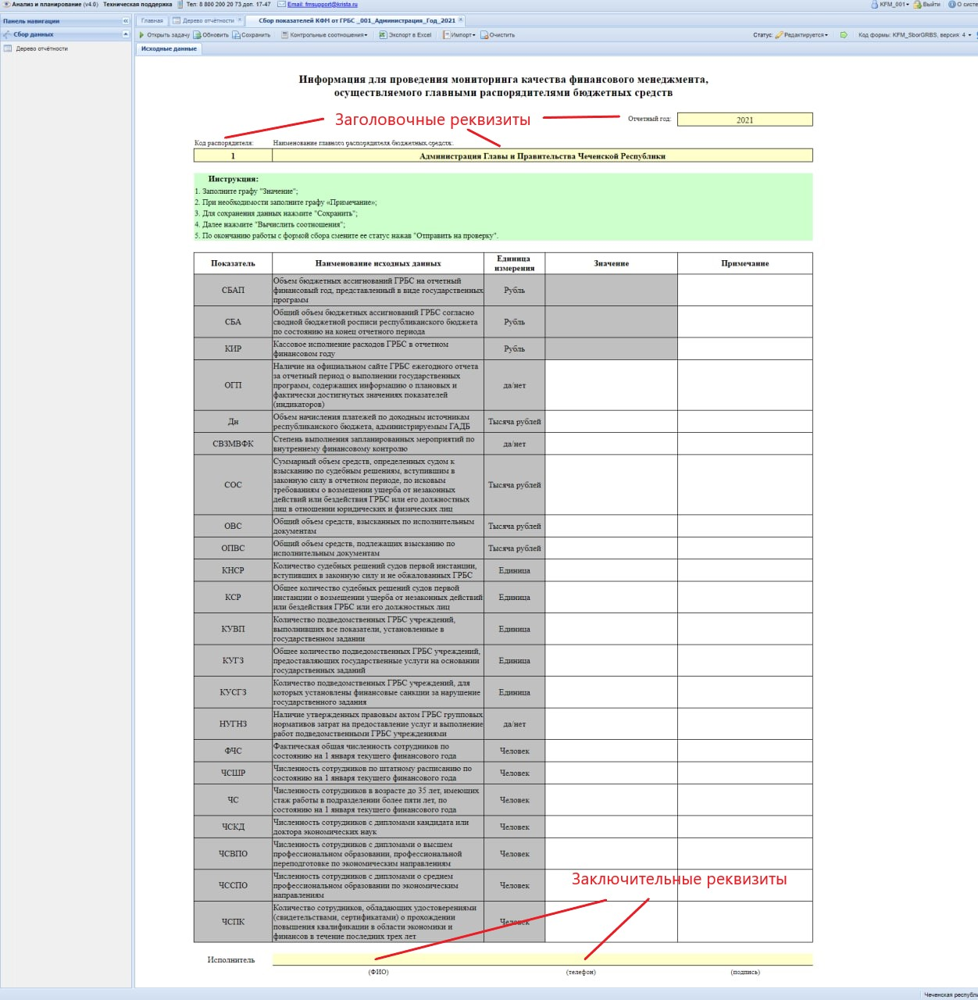 Анализ и планирование (v4.0) Техническая поддержка Тел: 8 800 200 20 73 доп. 17-47 Email: fmsupport@krista.ru KFM_001 Выйти О систе
Панель навигации
Главная Дерево отчётности Сбор показателей КФМ от ГРБС _001_Администрация_Год_2021
Сбор данных
Открыть задачу Обновить Сохранить Контрольные соотношения Экспорт в Excel Импорт Очистить Статус: Редактируется Код формы: KFM_SborGRBS, версия: 4
Дерево отчётности
Исходные данные
Информация для проведения мониторинга качества финансового менеджмента,
осуществляемого главными распорядителями бюджетных средств
Заголовочные реквизиты
Отчетный год: 2021
Код распорядителя: Наименование главного распорядителя бюджетных средств:
1 Администрация Главы и Правительства Чеченской Республики
Инструкция:
1. Заполните графу "Значение";
2. При необходимости заполните графу «Примечание»;
3. Для сохранения данных нажмите "Сохранить";
4. Далее нажмите "Вычислить соотношения";
5. По окончанию работы с формой сбора смените ее статус нажав "Отправить на проверку".
Показатель Наименование исходных данных Единица измерения Значение Примечание
СБАП Объем бюджетных ассигнований ГРБС на отчетный
финансовый год, представленный в виде государственных
программ
Рубль
СБА Общий объем бюджетных ассигнований ГРБС согласно
сводной бюджетной росписи республиканского бюджета
по состоянию на конец отчетного периода
Рубль
КИР Кассовое исполнение расходов ГРБС в отчетном
финансовом году
Рубль
ОГП Наличие на официальном сайте ГРБС ежегодного отчета
за отчетный период о выполнении государственных
программ, содержащих информацию о плановых и
фактически достигнутых значениях показателей
(индикаторов)
да/нет
Дн Объем начисления платежей по доходным источникам
республиканского бюджета, администрируемым ГАДБ
Тысяча рублей
СВЗМВФК Степень выполнения запланированных мероприятий по
внутреннему финансовому контролю
да/нет
СОС Суммарный объем средств, определенных судом к
взысканию по судебным решениям, вступившим в
законную силу в отчетном периоде, по исковым
требованиям о возмещении ущерба от незаконных
действий или бездействия ГРБС или его должностных
лиц в отношении юридических и физических лиц
Тысяча рублей
ОВС Общий объем средств, взысканных по исполнительным
документам
Тысяча рублей
ОПВС Общий объем средств, подлежащих взысканию по
исполнительным документам
Тысяча рублей
КНСР Количество судебных решений судов первой инстанции,
вступивших в законную силу и не обжалованных ГРБС
Единица
КСР Общее количество судебных решений судов первой
инстанции о возмещении ущерба от незаконных действий
или бездействия ГРБС или его должностных лиц
Единица
КУВП Количество подведомственных ГРБС учреждений,
выполнивших все показатели, установленные в
государственном задании
Единица
КУГЗ Общее количество подведомственных ГРБС учреждений,
предоставляющих государственные услуги на основании
государственных заданий
Единица
КУСГЗ Количество подведомственных ГРБС учреждений, для
которых установлены финансовые санкции за нарушение
государственного задания
Единица
НУГНЗ Наличие утвержденных правовым актом ГРБС групповых
нормативов затрат на предоставление услуг и выполнение
работ подведомственными ГРБС учреждениями
да/нет
ФЧС Фактическая общая численность сотрудников по
состоянию на 1 января текущего финансового года
Человек
ЧСШР Численность сотрудников по штатному расписанию по
состоянию на 1 января текущего финансового года
Человек
ЧС Численность сотрудников в возрасте до 35 лет, имеющих
стаж работы в подразделении более пяти лет, по
состоянию на 1 января текущего финансового года
Человек
ЧСКД Численность сотрудников с дипломами кандидата или
доктора экономических наук
Человек
ЧСВПО Численность сотрудников с дипломами о высшем
профессиональном образовании, профессиональной
переподготовке по экономическим направлениям
Человек
ЧССПО Численность сотрудников с дипломами о среднем
профессиональном образовании по экономическим
направлениям
Человек
Заключительные реквизиты
ЧСПК Количество сотрудников, обладающих удостоверениями
(свидетельствами, сертификатами) о прохождении
повышения квалификации в области экономики и
финансов в течение последних трех лет
Человек
Исполнитель
(ФИО) (телефон) (подпись)
Чеченская республи